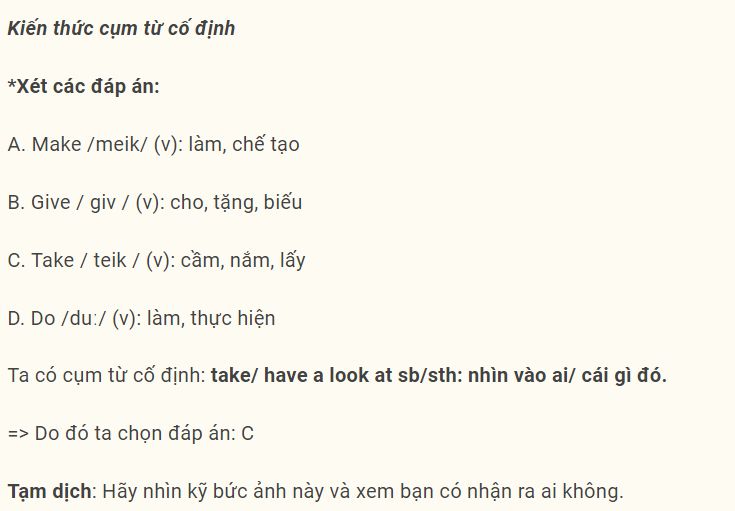 Kiến thức cụm từ cố định
*Xét các đáp án:
A. Make /meik/ (v): làm, chế tạo
B. Give / giv / (v): cho, tặng, biếu
C. Take / teik / (v): cầm, nắm, lấy
D. Do /duː/ (v): làm, thực hiện
Ta có cụm từ cố định: take/ have a look at sb/sth: nhìn vào ai/ cái gì đó.
=> Do đó ta chọn đáp án: C
Tạm dịch: Hãy nhìn kỹ bức ảnh này và xem bạn có nhận ra ai không.